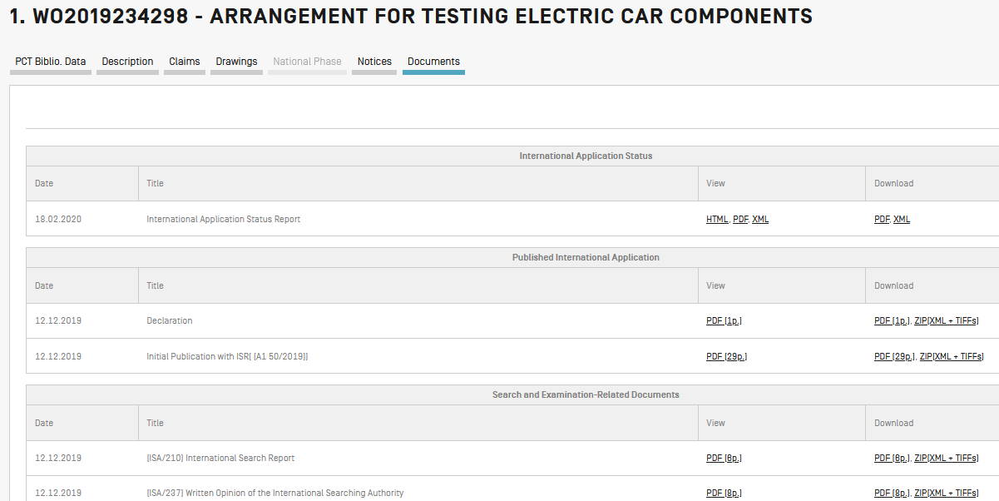 1. WO2019234298 - ARRANGEMENT FOR TESTING ELECTRIC CAR COMPONENTS
PCT Biblio. Data Description Claims Drawings National Phase Notices Documents
International Application Status
Date Title View Download
18.02.2020 International Application Status Report HTML, PDF, XML PDF, XML
Published International Application
Date Title View Download
12.12.2019 Declaration PDF (1p.) PDF (1p.), ZIP(XML + TIFFs)
12.12.2019 Initial Publication with ISR( (A1 50/2019)) PDF (29p.) PDF (29p.), ZIP(XML + TIFFs)
Search and Examination-Related Documents
Date Title View Download
12.12.2019 (ISA/210) International Search Report PDF (8p.) PDF (8p.), ZIP(XML + TIFFs)
12.12.2019 (ISA/237) Written Opinion of the International Searching Authority PDF (8p.) PDF (8p.), ZIP(XML + TIFFs)